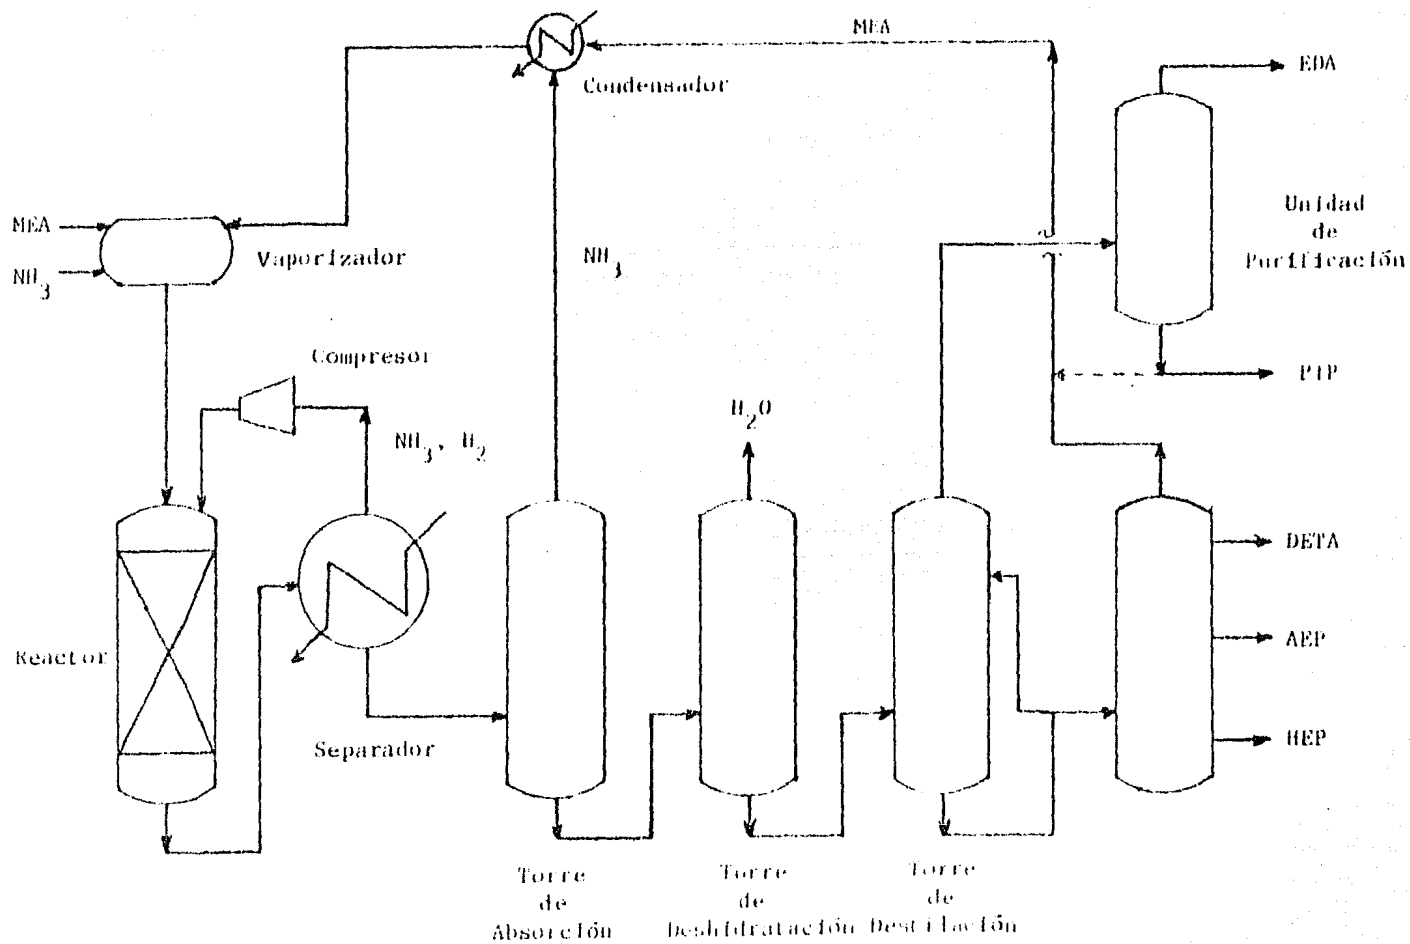 MEA
EDA
Condensador
Unidad
de
Purificación
MEA
NH3
Vaporizador
NH3
Compresor
PIP
H2O
NH3, H2
DETA
AEP
HEP
Reactor
Separador
Torre
de
Absorción
Torre
de
Deshidratación
Torre
de
Destilación